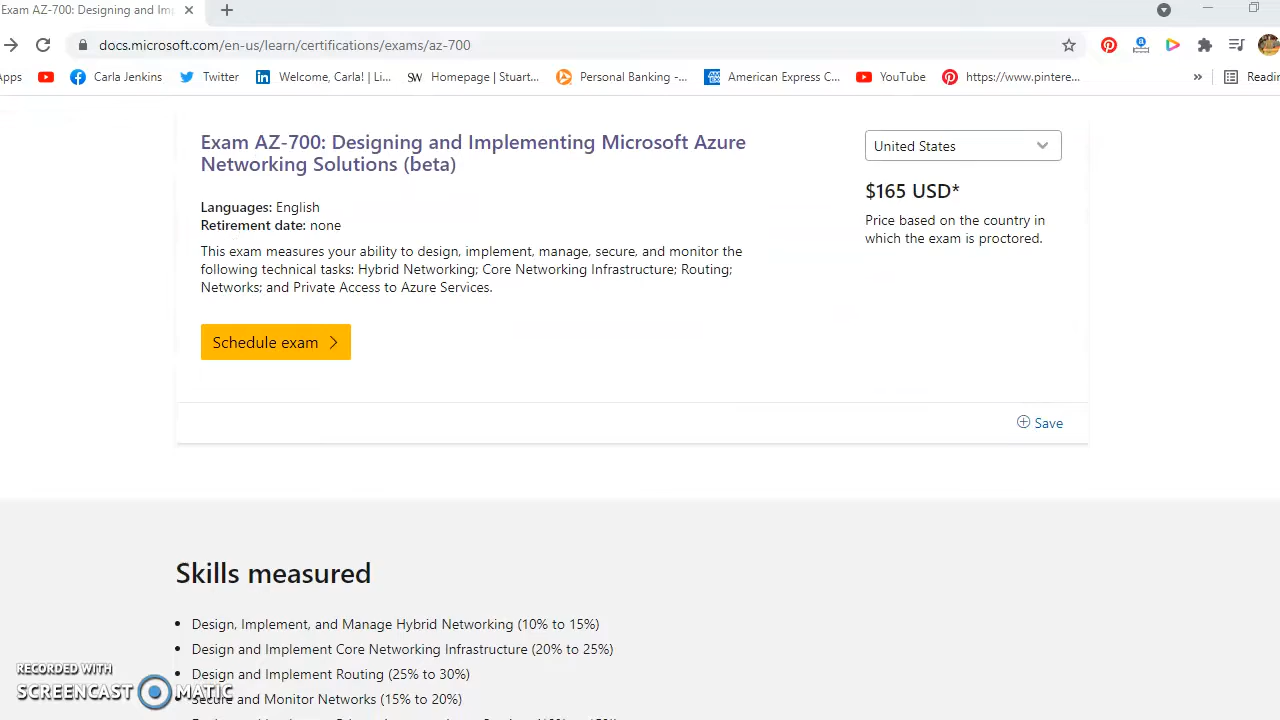 Exam AZ-700: Designing and Im
docs.microsoft.com/en-us/learn/certifications/exams/az-700
Apps Carla Jenkins Twitter Welcome, Carla! | Li... SW Homepage | Stuart... Personal Banking -... American Express C... YouTube https://www.pintere... » Readi
Exam AZ-700: Designing and Implementing Microsoft Azure
Networking Solutions (beta)
United States
$165 USD*
Price based on the country in
which the exam is proctored.
Languages: English
Retirement date: none
This exam measures your ability to design, implement, manage, secure, and monitor the
following technical tasks: Hybrid Networking; Core Networking Infrastructure; Routing;
Networks; and Private Access to Azure Services.
Schedule exam
Save
Skills measured
Design, Implement, and Manage Hybrid Networking (10% to 15%)
Design and Implement Core Networking Infrastructure (20% to 25%)
Design and Implement Routing (25% to 30%)
Secure and Monitor Networks (15% to 20%)
RECORDED WITH
SCREENCAST MATIC